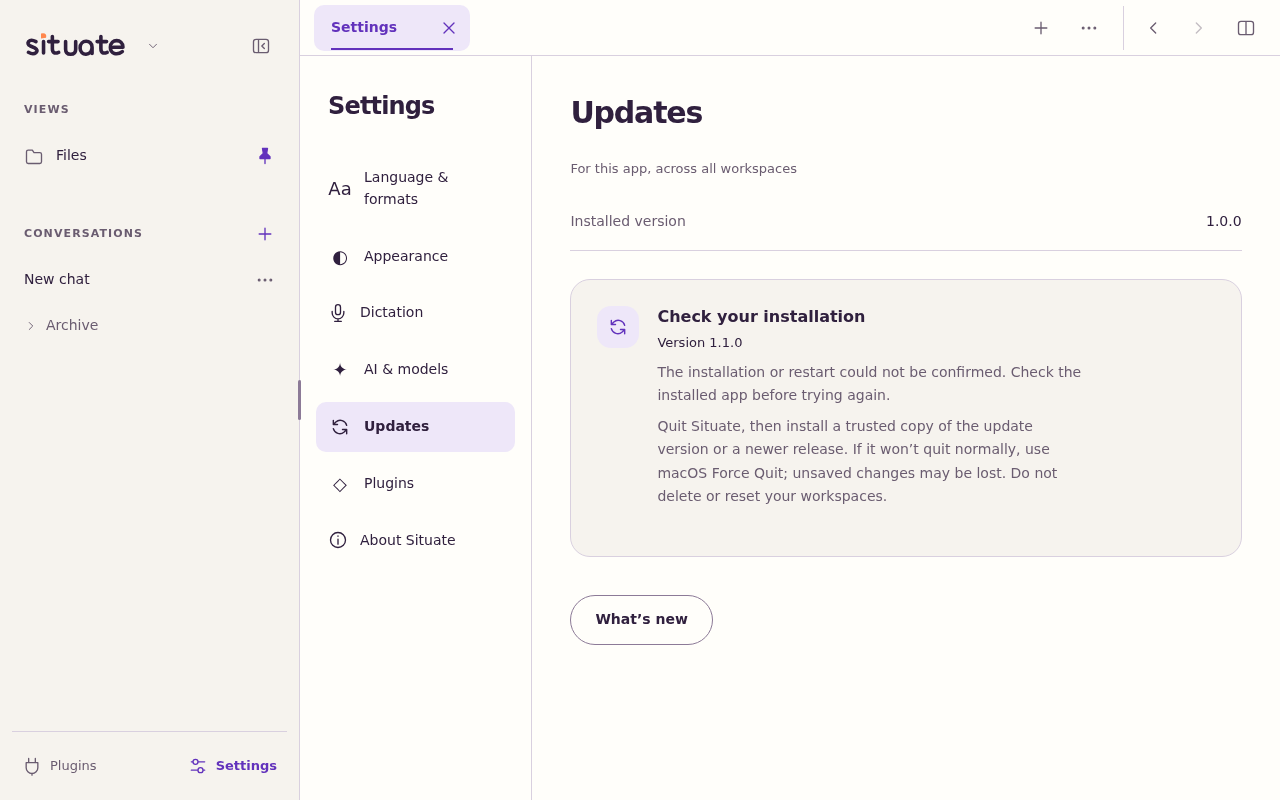 situate
VIEWS
Files
CONVERSATIONS
New chat
Archive
Plugins
Settings
Settings
Settings
Aa
Language &
formats
Appearance
Dictation
AI & models
Updates
Plugins
About Situate
Updates
For this app, across all workspaces
Installed version 1.0.0
Check your installation
Version 1.1.0
The installation or restart could not be confirmed. Check the
installed app before trying again.
Quit Situate, then install a trusted copy of the update
version or a newer release. If it won’t quit normally, use
macOS Force Quit; unsaved changes may be lost. Do not
delete or reset your workspaces.
What’s new